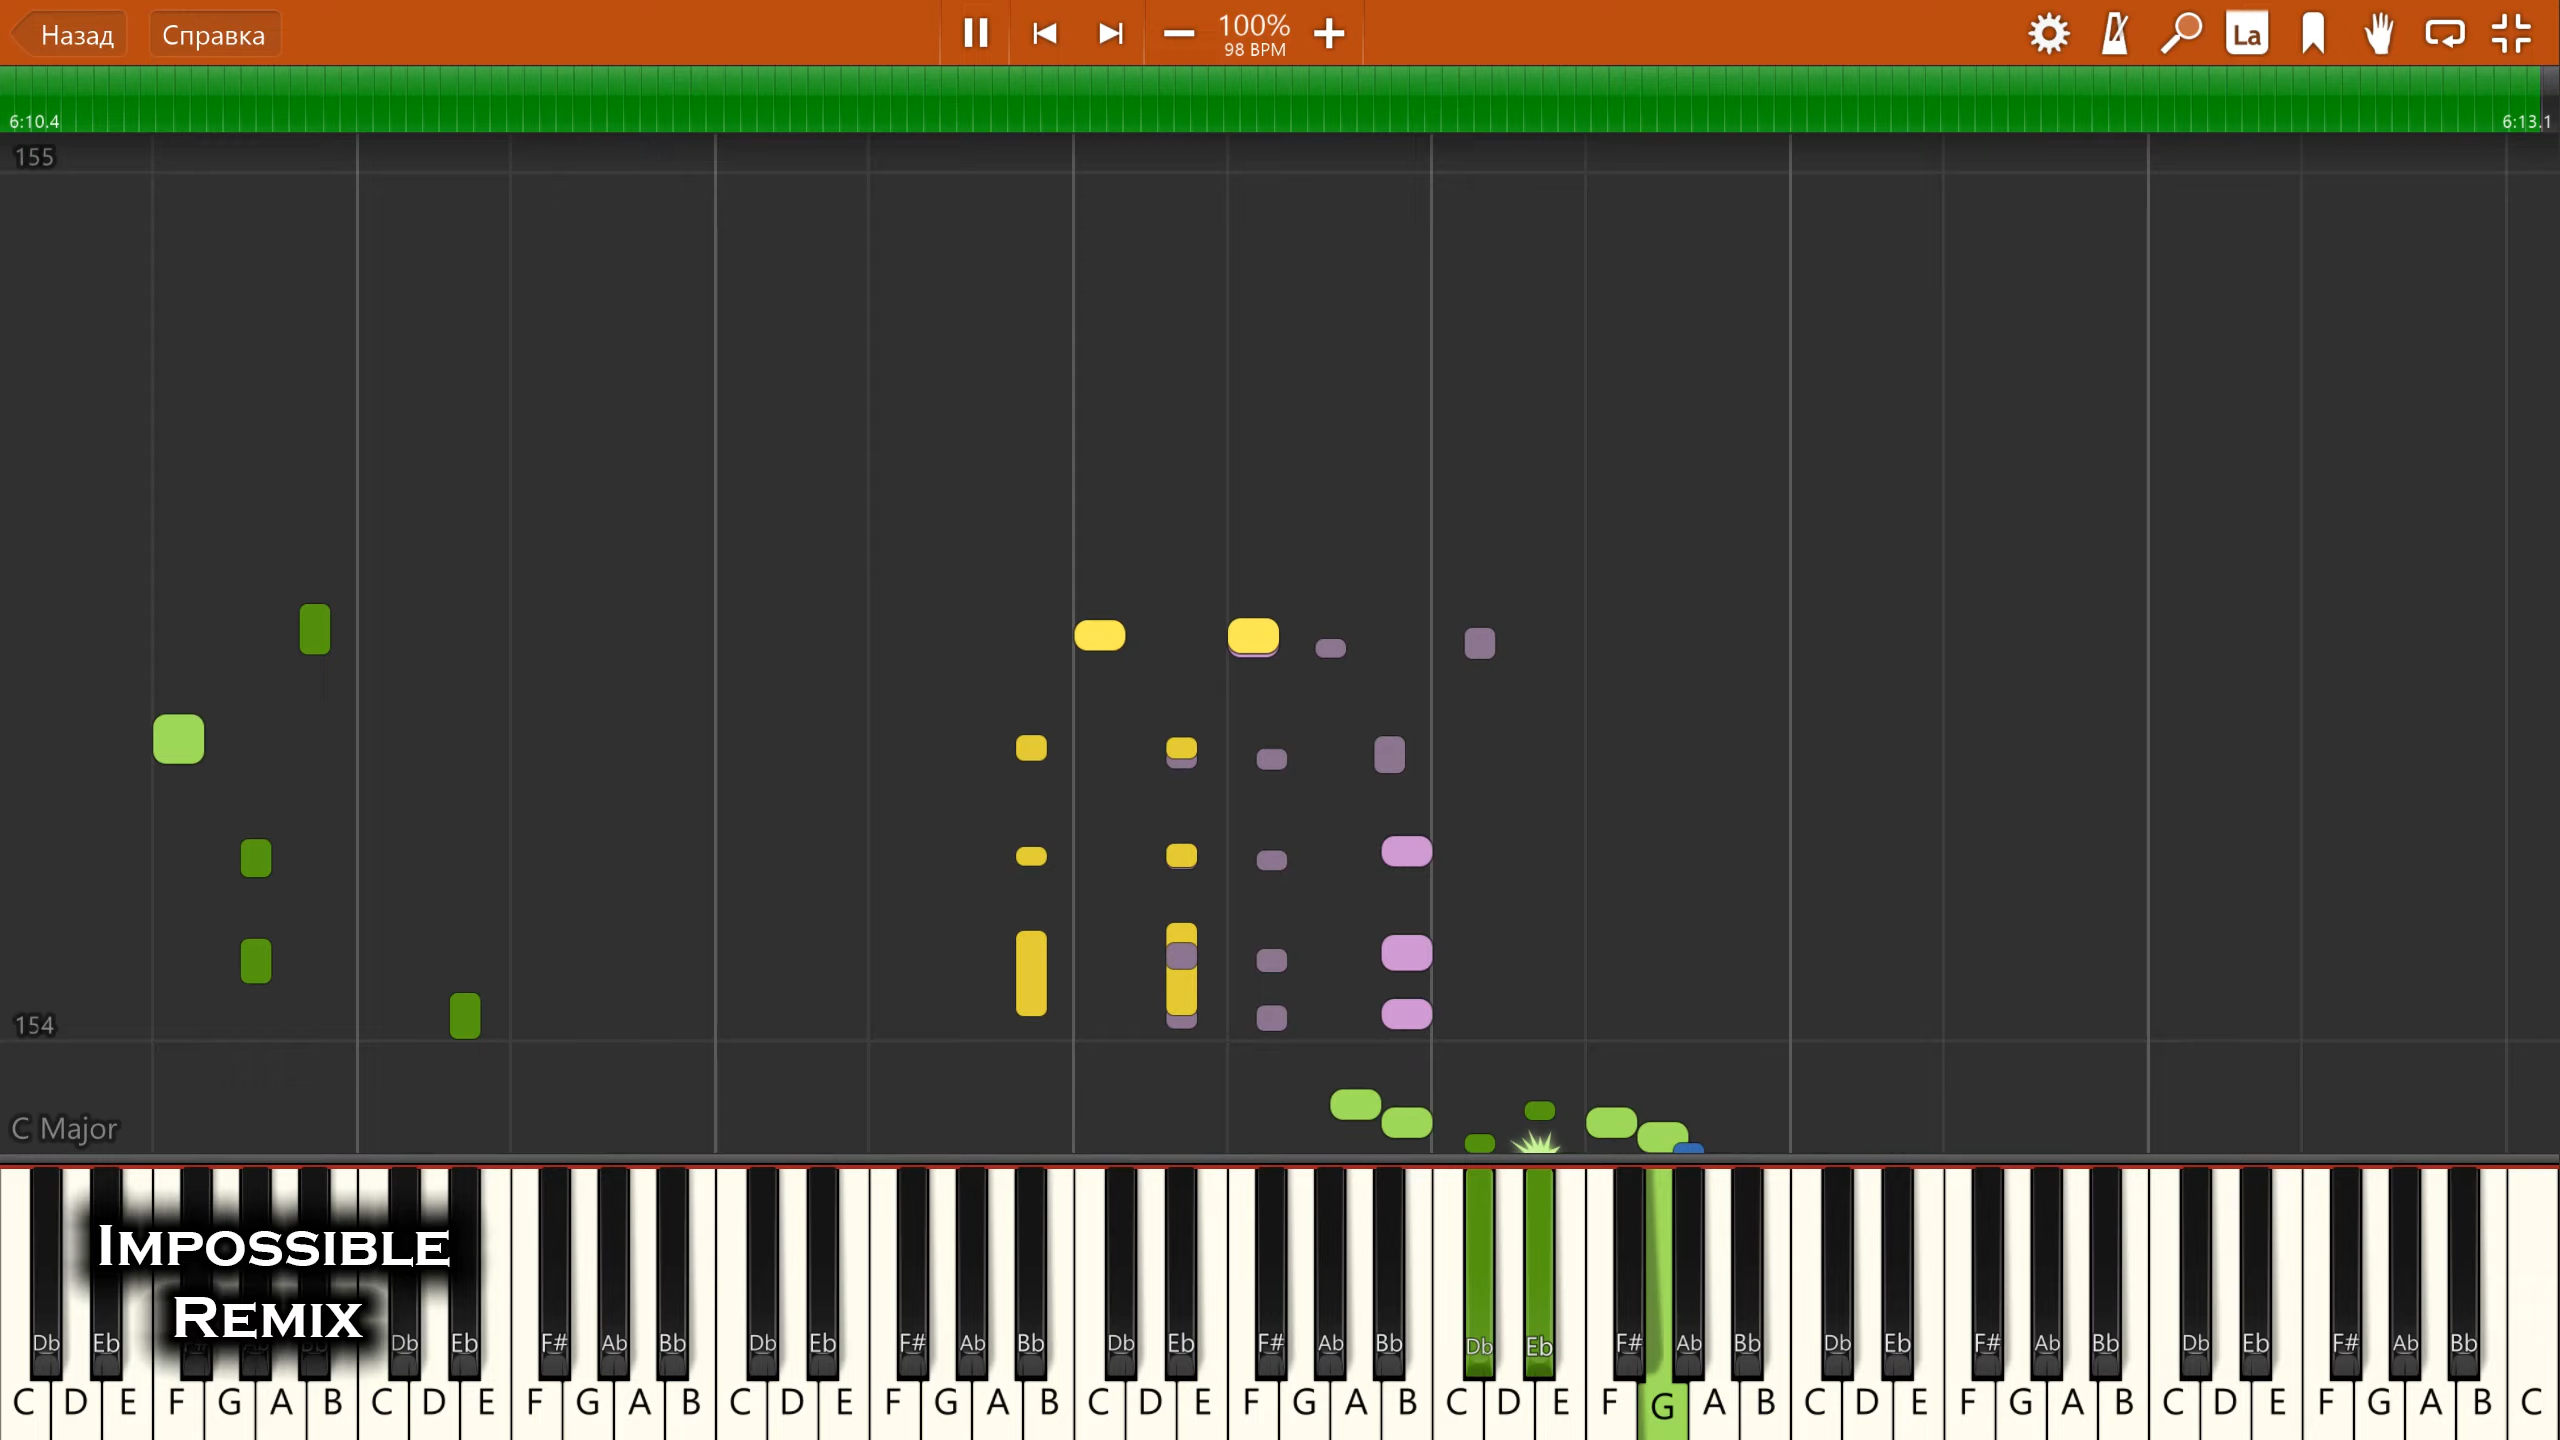 Назад Справка 100% La
98 BPM
6:10.4 6:13.1
155
154
C Major
Impossible
Remix
Db Eb Db Eb F# Ab Bb Db Eb F# Ab Bb Db Eb F# Ab Bb Db Eb F# Ab Bb Db Eb F# Ab Bb Db Eb F# Ab Bb
C D E F G A B C D E F G A B C D E F G A B C D E F G A B C D E F G A B C D E F G A B C D E F G A B C